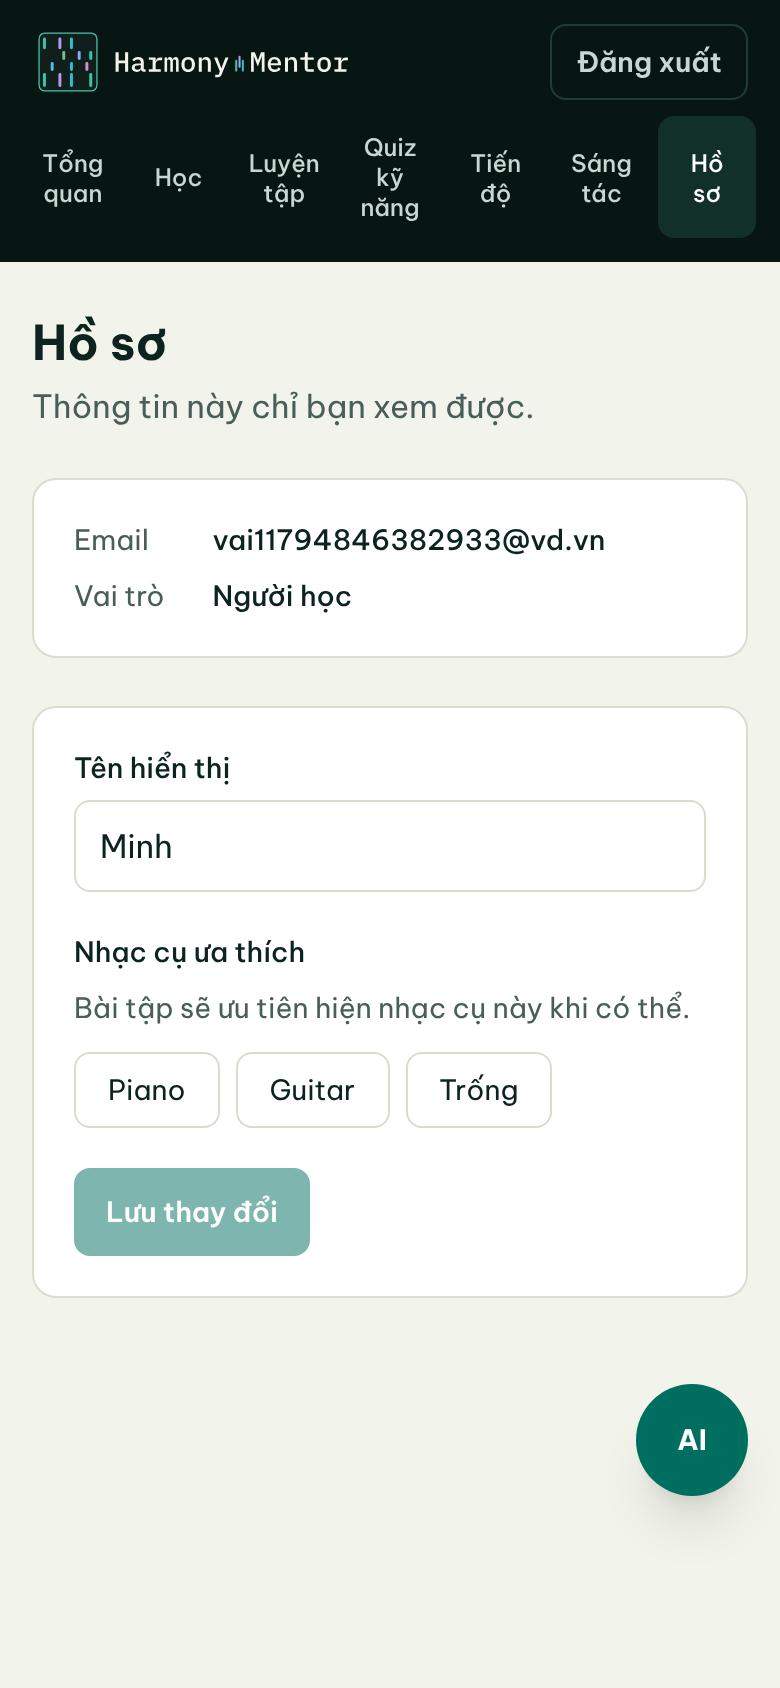 Harmony Mentor
Đăng xuất
Tổng quan
Học
Luyện tập
Quiz kỹ năng
Tiến độ
Sáng tác
Hồ sơ
Hồ sơ
Thông tin này chỉ bạn xem được.
Email vai11794846382933@vd.vn
Vai trò Người học
Tên hiển thị
Minh
Nhạc cụ ưa thích
Bài tập sẽ ưu tiên hiện nhạc cụ này khi có thể.
Piano Guitar Trống
Lưu thay đổi
AI